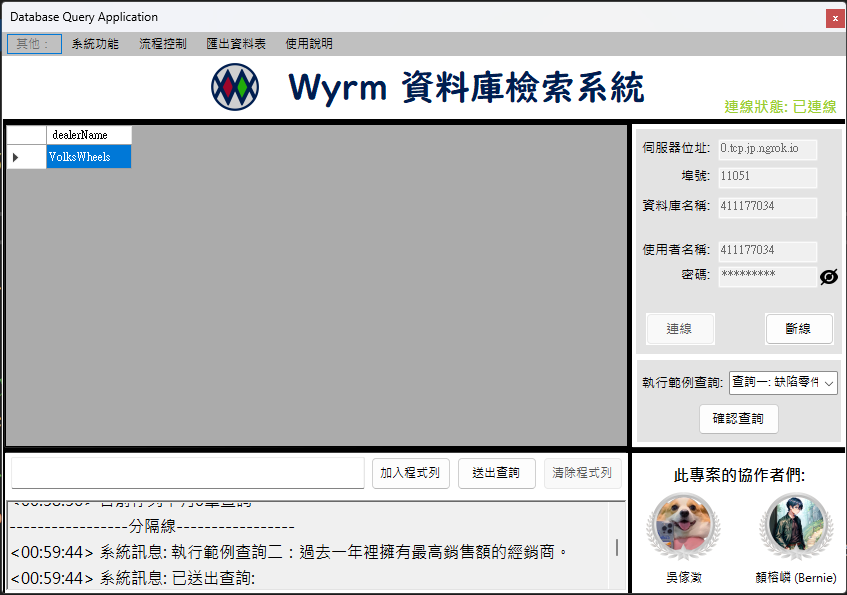 Database Query Application
x
其他： 系統功能 流程控制 匯出資料表 使用說明
Wyrm 資料庫檢索系統
連線狀態: 已連線
dealerName
VolksWheels
伺服器位址: 0.tcp.jp.ngrok.io
埠號: 11051
資料庫名稱: 411177034
使用者名稱: 411177034
密碼: *********
連線 斷線
執行範例查詢: 查詢一: 缺陷零件
確認查詢
加入程式列 送出查詢 清除程式列
-----------------分隔線-----------------
<00:59:44> 系統訊息: 執行範例查詢二：過去一年裡擁有最高銷售額的經銷商。
<00:59:44> 系統訊息: 已送出查詢:
此專案的協作者們:
吳傢澂 顏榕嶙 (Bernie)